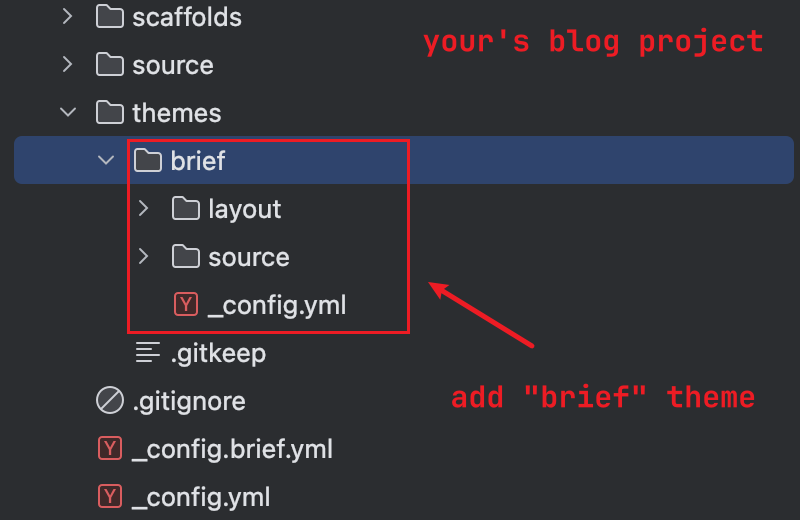 scaffolds
your's blog project
source
themes
brief
layout
source
Y _config.yml
.gitkeep
add "brief" theme
.gitignore
Y _config.brief.yml
Y _config.yml